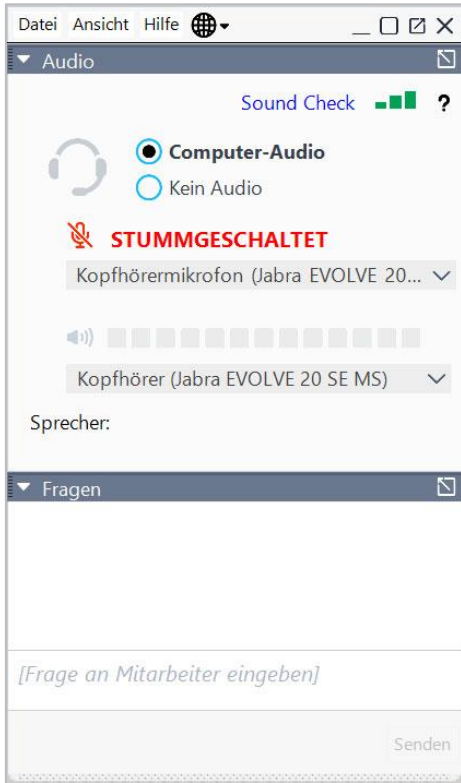 Datei Ansicht Hilfe
Audio
Sound Check ?
Computer-Audio
Kein Audio
STUMMGESCHALTET
Kopfhörermikrofon (Jabra EVOLVE 20...
Kopfhörer (Jabra EVOLVE 20 SE MS)
Sprecher:
Fragen
[Frage an Mitarbeiter eingeben]
Senden